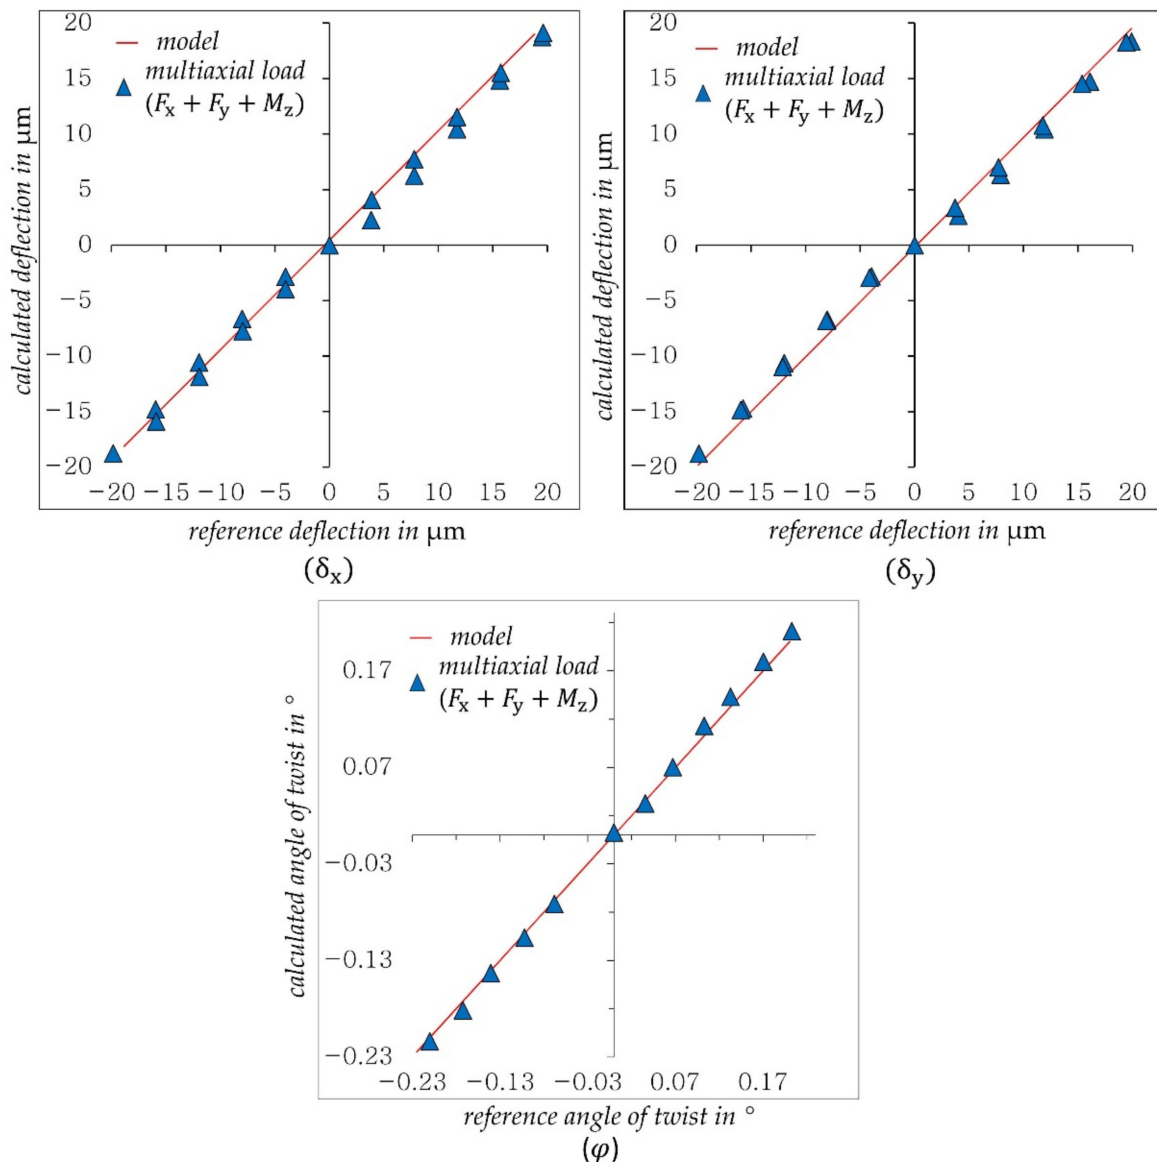 20
15
10
5
0
−5
−10
−15
−20
−20 −15 −10 −5 0 5 10 15 20
calculated deflection in μm
model
multiaxial load
(Fx + Fy + Mz)
reference deflection in μm
(δx)
20
15
10
5
0
−5
−10
−15
−20
−20 −15 −10 −5 0 5 10 15 20
calculated deflection in μm
model
multiaxial load
(Fx + Fy + Mz)
reference deflection in μm
(δy)
0.17
0.07
−0.03
−0.13
−0.23
−0.23 −0.13 −0.03 0.07 0.17
calculated angle of twist in °
model
multiaxial load
(Fx + Fy + Mz)
reference angle of twist in °
(φ)